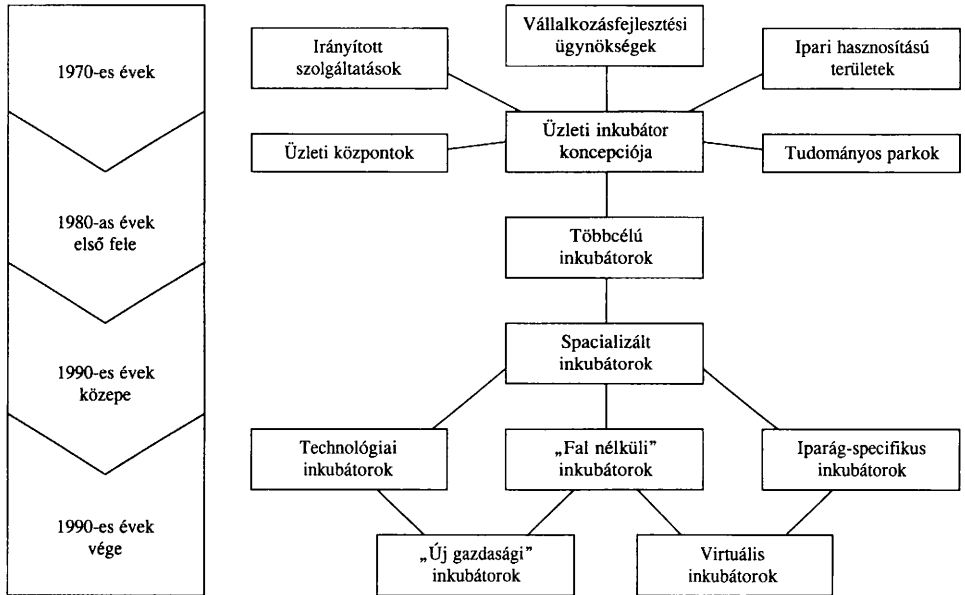 1970-es évek
1980-as évek
első fele
1990-es évek
közepe
1990-es évek
vége
Irányított
szolgáltatások
Vállalkozásfejlesztési
ügynökségek
Ipari hasznosítású
területek
Üzleti központok
Üzleti inkubátor
koncepciója
Tudományos parkok
Többcélú
inkubátorok
Spacializált
inkubátorok
Technológiai
inkubátorok
„Fal nélküli”
inkubátorok
Iparág-specifikus
inkubátorok
„Új gazdasági”
inkubátorok
Virtuális
inkubátorok